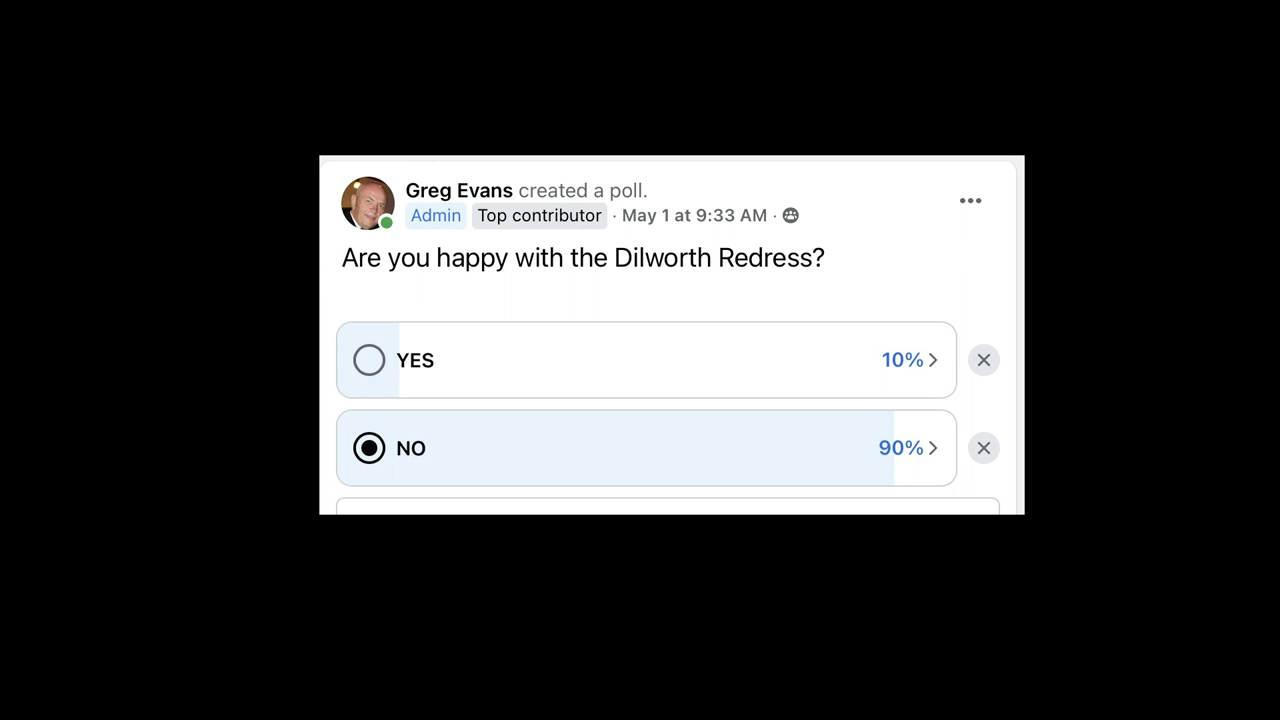 Greg Evans created a poll.
Admin Top contributor · May 1 at 9:33 AM ·
Are you happy with the Dilworth Redress?
YES 10%
NO 90%